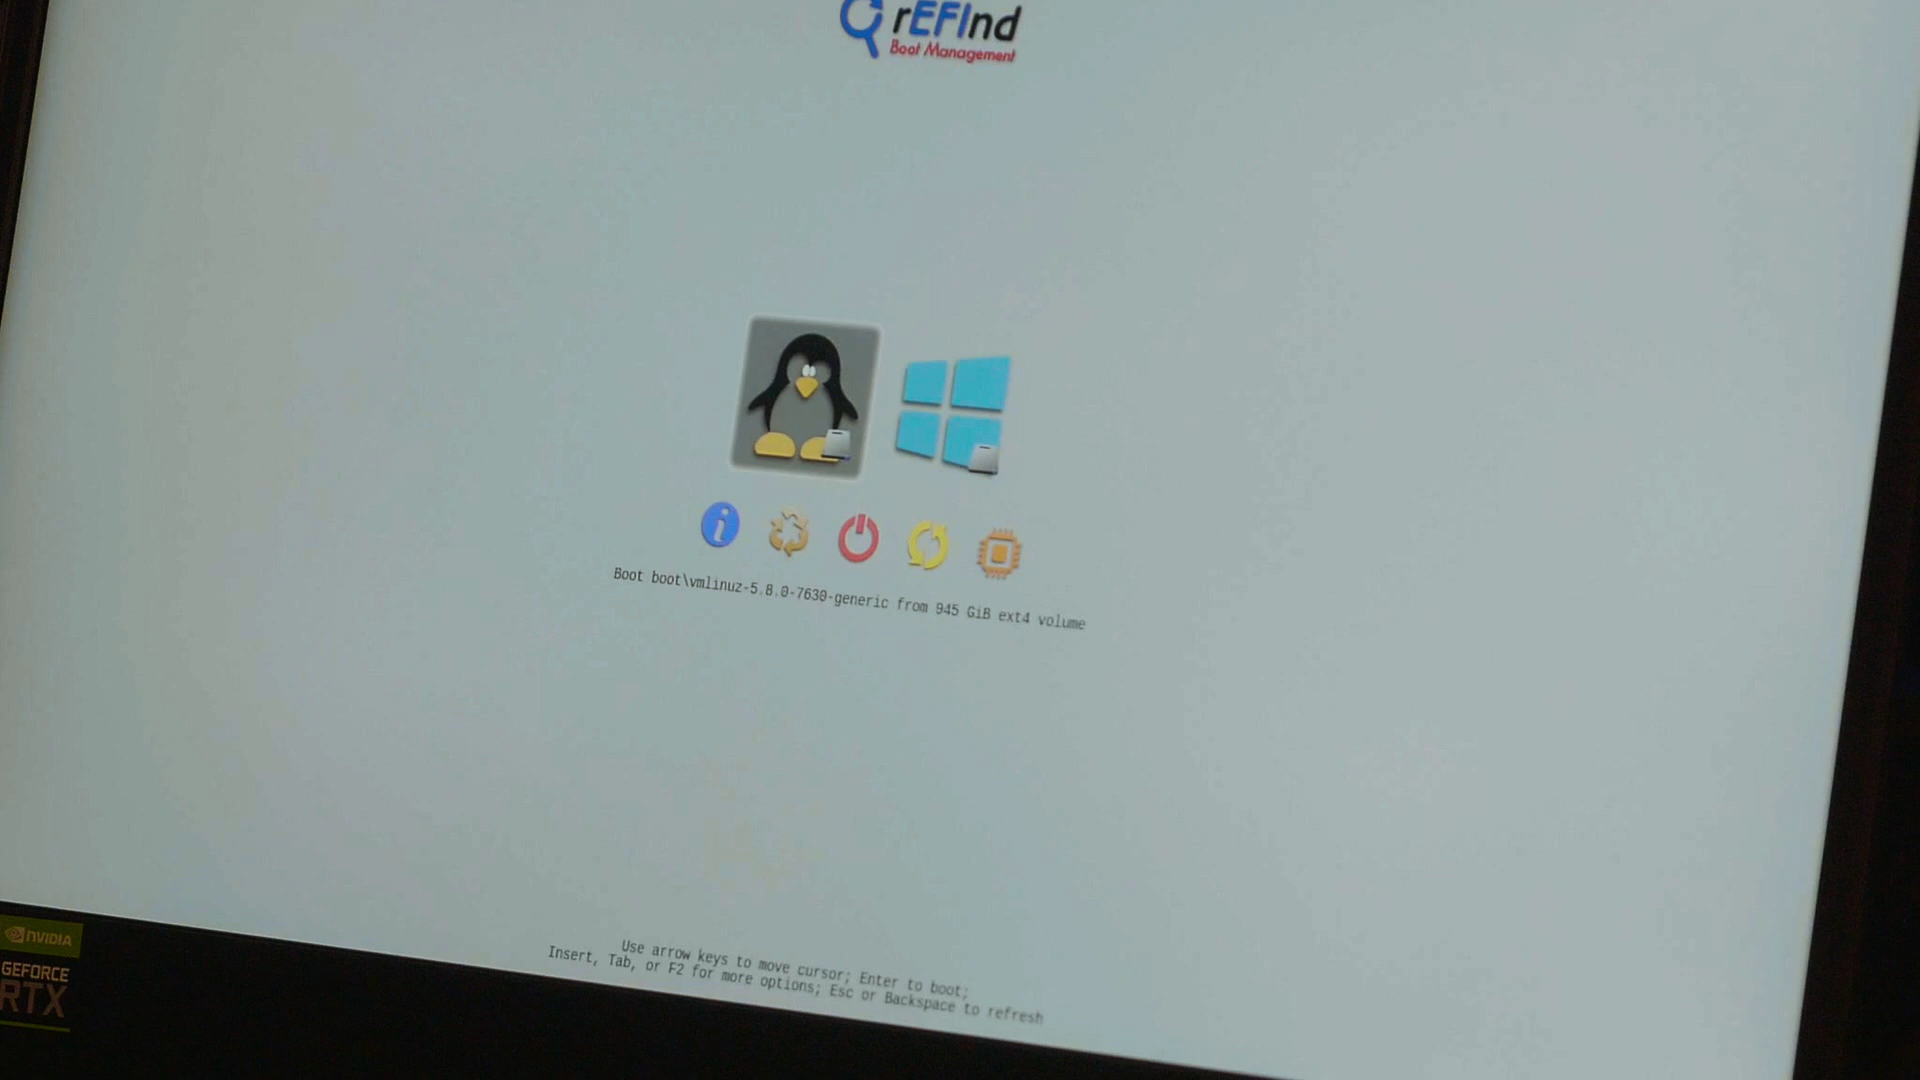 rEFInd
Boot Management
Boot boot\vmlinuz-5.8.0-7630-generic from 945 GiB ext4 volume
Use arrow keys to move cursor; Enter to boot;
Insert, Tab, or F2 for more options; Esc or Backspace to refresh
NVIDIA
GEFORCE
RTX